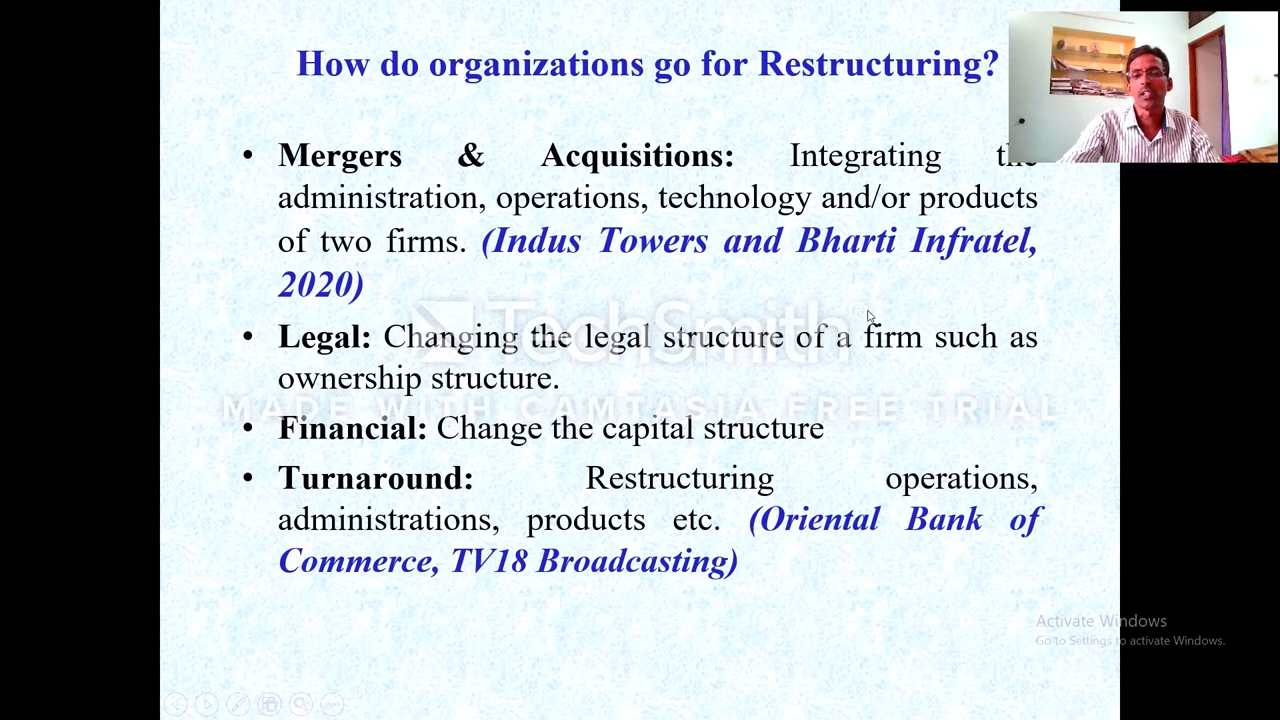 How do organizations go for Restructuring?
• Mergers & Acquisitions: Integrating the
administration, operations, technology and/or products
of two firms. (Indus Towers and Bharti Infratel,
2020)
• Legal: Changing the legal structure of a firm such as
ownership structure.
• Financial: Change the capital structure
• Turnaround: Restructuring operations,
administrations, products etc. (Oriental Bank of
Commerce, TV18 Broadcasting)
TechSmith
MADE WITH CAMTASIA FREE TRIAL
Activate Windows
Go to Settings to activate Windows.